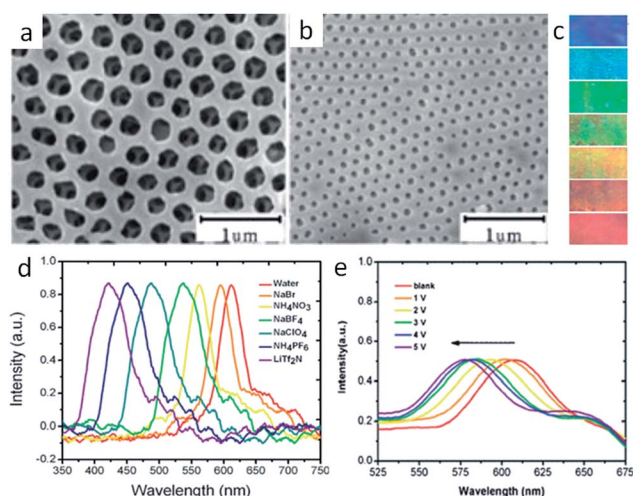 a
b
c
1um
1um
d
Intensity (a.u.)
1.0
0.8
0.6
0.4
0.2
0.0
-0.2
350 400 450 500 550 600 650 700 750
Wavelength (nm)
Water
NaBr
NH₄NO₃
NaBF₄
NaClO₄
NH₄PF₆
LiTf₂N
e
Intensity(a.u.)
1.0
0.8
0.6
0.4
0.2
0.0
525 550 575 600 625 650 675
Wavelength (nm)
blank
1 V
2 V
3 V
4 V
5 V